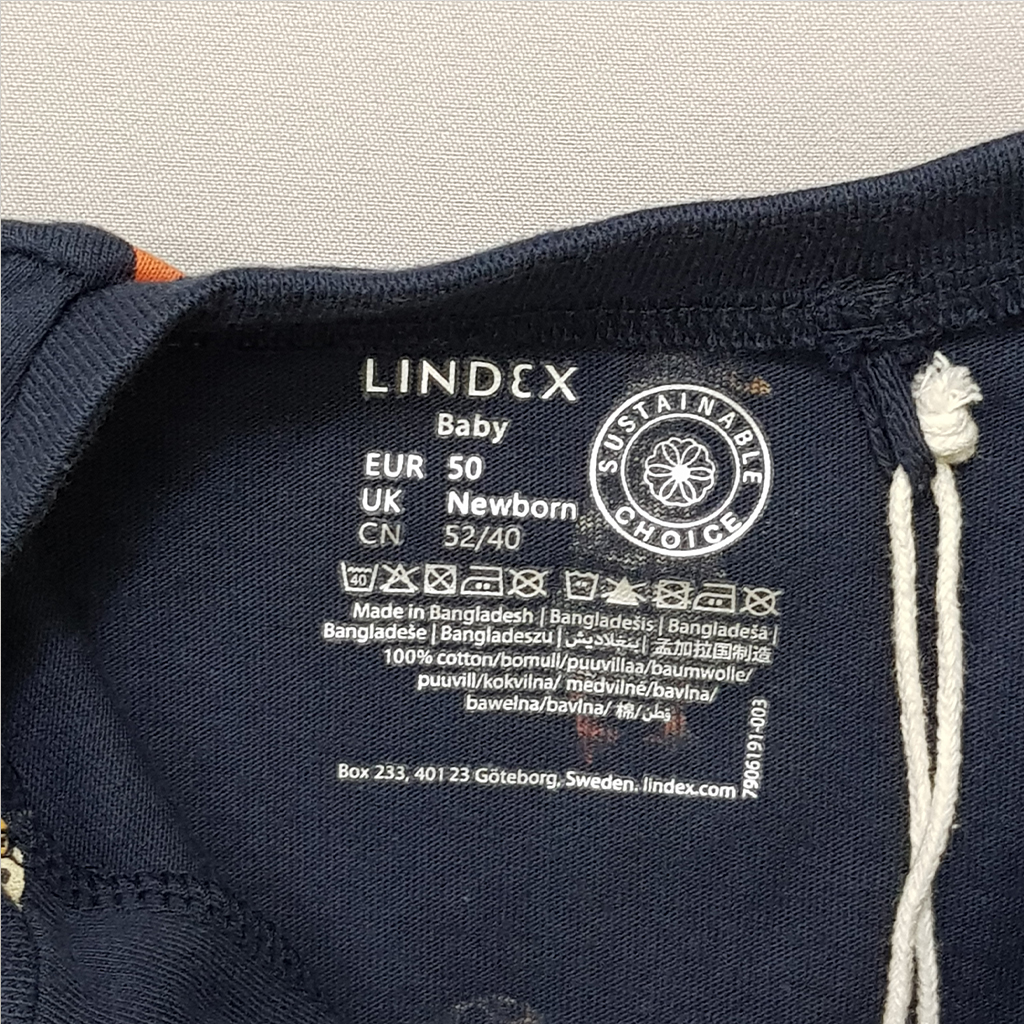 LINDEX
Baby
SUSTAINABLE CHOICE
EUR 50
UK Newborn
CN 52/40
40
Made in Bangladesh | Bangladešis | Bangladešā |
Bangladeše | Bangladeszu | بنغلاديش | 孟加拉国制造
100% cotton/bomull/puuvillaa/baumwolle/
puuvill/kokvilna/ medvilnė/bavlna/
bawełna/bavlna/ 棉/قطن
7906191-003
Box 233, 401 23 Göteborg, Sweden. lindex.com